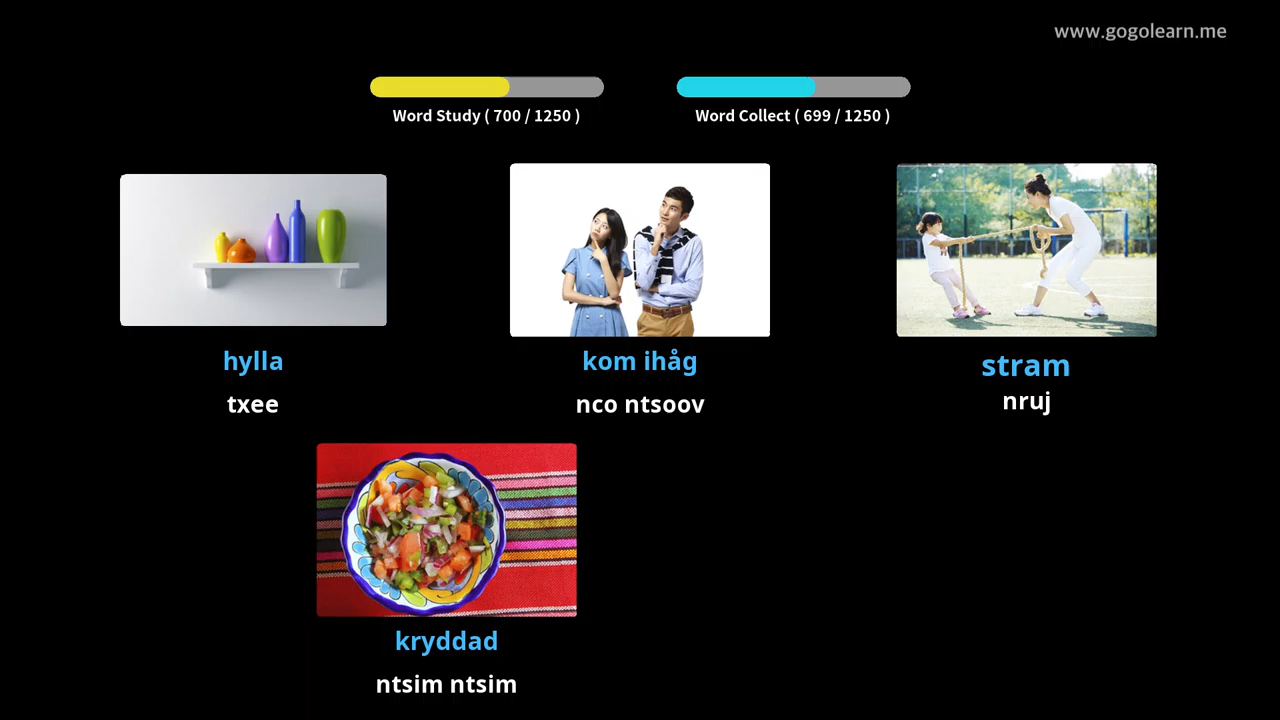 www.gogolearn.me
Word Study ( 700 / 1250 )
Word Collect ( 699 / 1250 )
hylla
txee
kom ihåg
nco ntsoov
stram
nruj
kryddad
ntsim ntsim